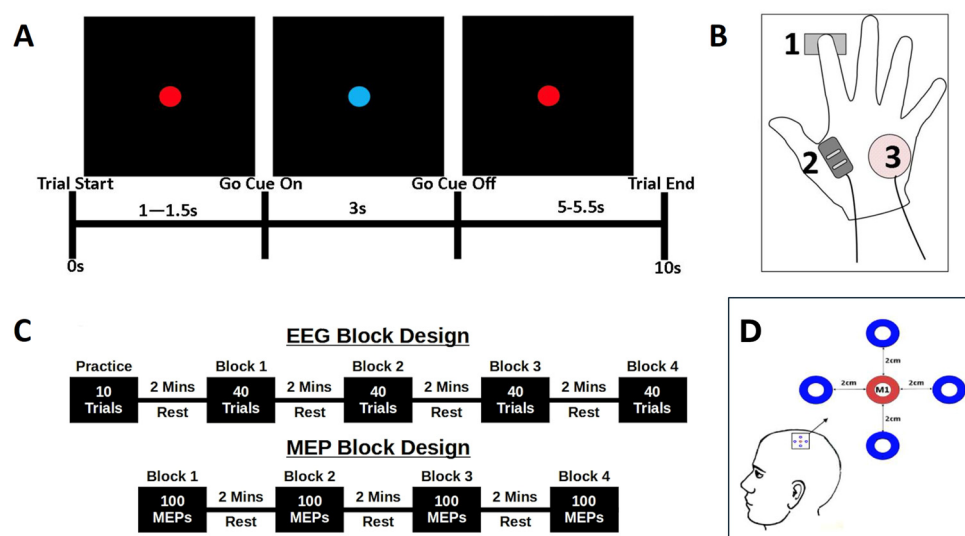 A
Trial Start
Go Cue On
Go Cue Off
Trial End
1—1.5s
3s
5-5.5s
0s
10s
B
1
2
3
C
EEG Block Design
Practice
Block 1
Block 2
Block 3
Block 4
10
Trials
2 Mins
Rest
40
Trials
2 Mins
Rest
40
Trials
2 Mins
Rest
40
Trials
2 Mins
Rest
40
Trials
MEP Block Design
Block 1
Block 2
Block 3
Block 4
100
MEPs
2 Mins
Rest
100
MEPs
2 Mins
Rest
100
MEPs
2 Mins
Rest
100
MEPs
D
2cm
2cm
M1
2cm
2cm